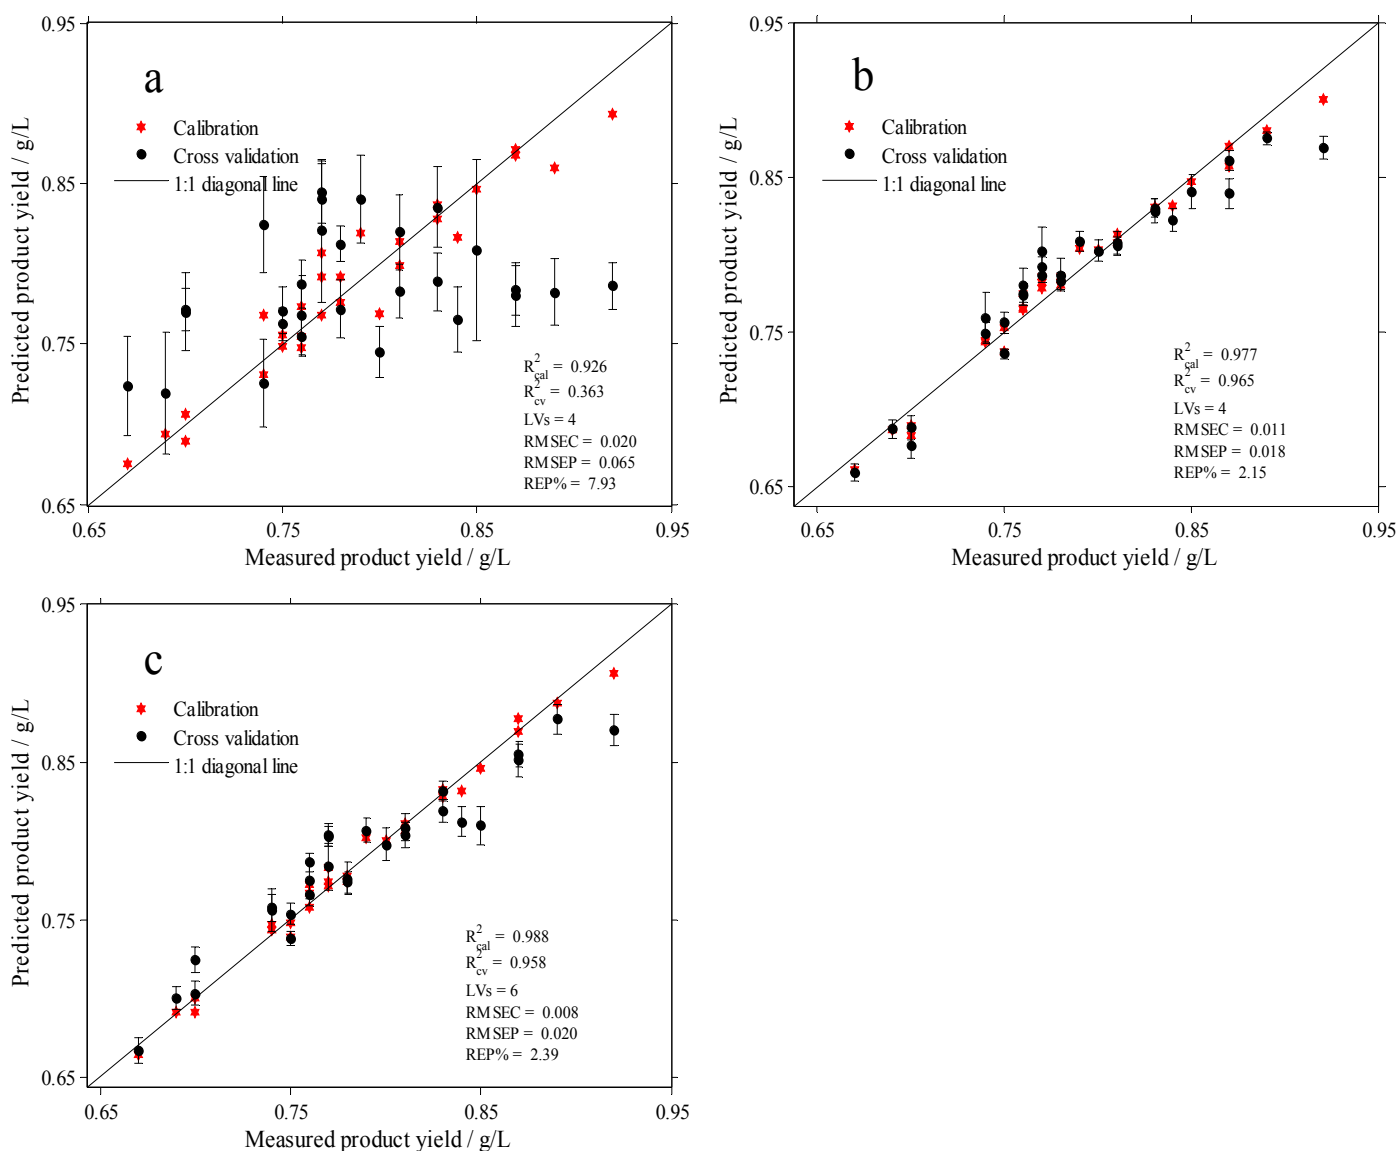 0.95
0.85
0.75
0.65
Predicted product yield / g/L
a
Calibration
Cross validation
1:1 diagonal line
R²cal = 0.926
R²cv = 0.363
LVs = 4
RMSEC = 0.020
RMSEP = 0.065
REP% = 7.93
0.65 0.75 0.85 0.95
Measured product yield / g/L
0.95
0.85
0.75
0.65
Predicted product yield / g/L
b
Calibration
Cross validation
1:1 diagonal line
R²cal = 0.977
R²cv = 0.965
LVs = 4
RMSEC = 0.011
RMSEP = 0.018
REP% = 2.15
0.65 0.75 0.85 0.95
Measured product yield / g/L
0.95
0.85
0.75
0.65
Predicted product yield / g/L
c
Calibration
Cross validation
1:1 diagonal line
R²cal = 0.988
R²cv = 0.958
LVs = 6
RMSEC = 0.008
RMSEP = 0.020
REP% = 2.39
0.65 0.75 0.85 0.95
Measured product yield / g/L